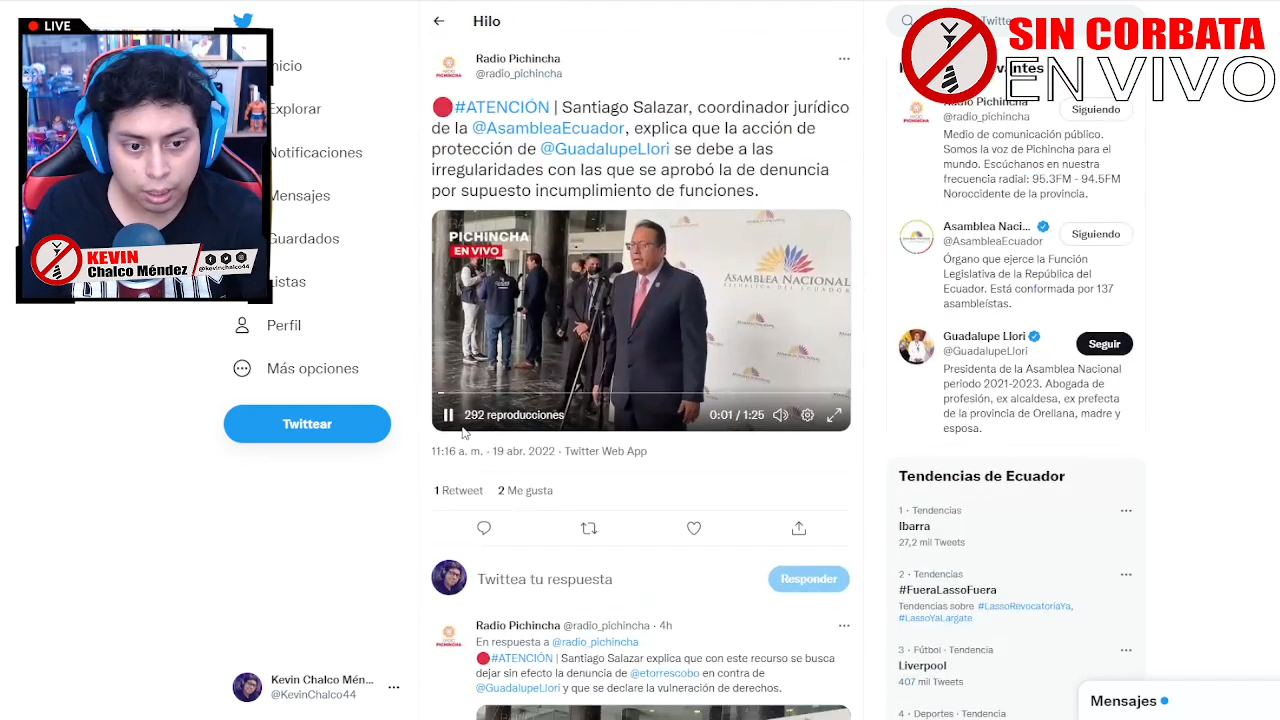 LIVE
KEVIN
Chalco Méndez
@kevinchalco44
SIN CORBATA
EN VIVO
Inicio
Explorar
Notificaciones
Mensajes
Guardados
Listas
Perfil
Más opciones
Twittear
Kevin Chalco Mén...
@KevinChalco44
Hilo
Radio Pichincha
@radio_pichincha
#ATENCIÓN | Santiago Salazar, coordinador jurídico
de la @AsambleaEcuador, explica que la acción de
protección de @GuadalupeLlori se debe a las
irregularidades con las que se aprobó la de denuncia
por supuesto incumplimiento de funciones.
PICHINCHA
EN VIVO
ASAMBLEA NACIONAL
REPÚBLICA DEL ECUADOR
292 reproducciones
0:01 / 1:25
11:16 a. m. · 19 abr. 2022 · Twitter Web App
1 Retweet 2 Me gusta
Twittea tu respuesta
Responder
Radio Pichincha @radio_pichincha · 4h
En respuesta a @radio_pichincha
#ATENCIÓN | Santiago Salazar explica que con este recurso se busca
dejar sin efecto la denuncia de @etorrescobo en contra de
@GuadalupeLlori y que se declare la vulneración de derechos.
Radio Pichincha
@radio_pichincha
Siguiendo
Medio de comunicación público.
Somos la voz de Pichincha para el
mundo. Escúchanos en nuestra
frecuencia radial: 95.3FM - 94.5FM
Noroccidente de la provincia.
Asamblea Naci...
@AsambleaEcuador
Siguiendo
Órgano que ejerce la Función
Legislativa de la República del
Ecuador. Está conformada por 137
asambleístas.
Guadalupe Llori
@GuadalupeLlori
Seguir
Presidenta de la Asamblea Nacional
periodo 2021-2023. Abogada de
profesión, ex alcaldesa, ex prefecta
de la provincia de Orellana, madre y
esposa.
Tendencias de Ecuador
1 · Tendencias
Ibarra
27,2 mil Tweets
2 · Tendencias
#FueraLassoFuera
Tendencias sobre #LassoRevocatoriaYa,
#LassoYaLargate
3 · Fútbol · Tendencia
Liverpool
407 mil Tweets
4 · Deportes · Tendencia
Mensajes